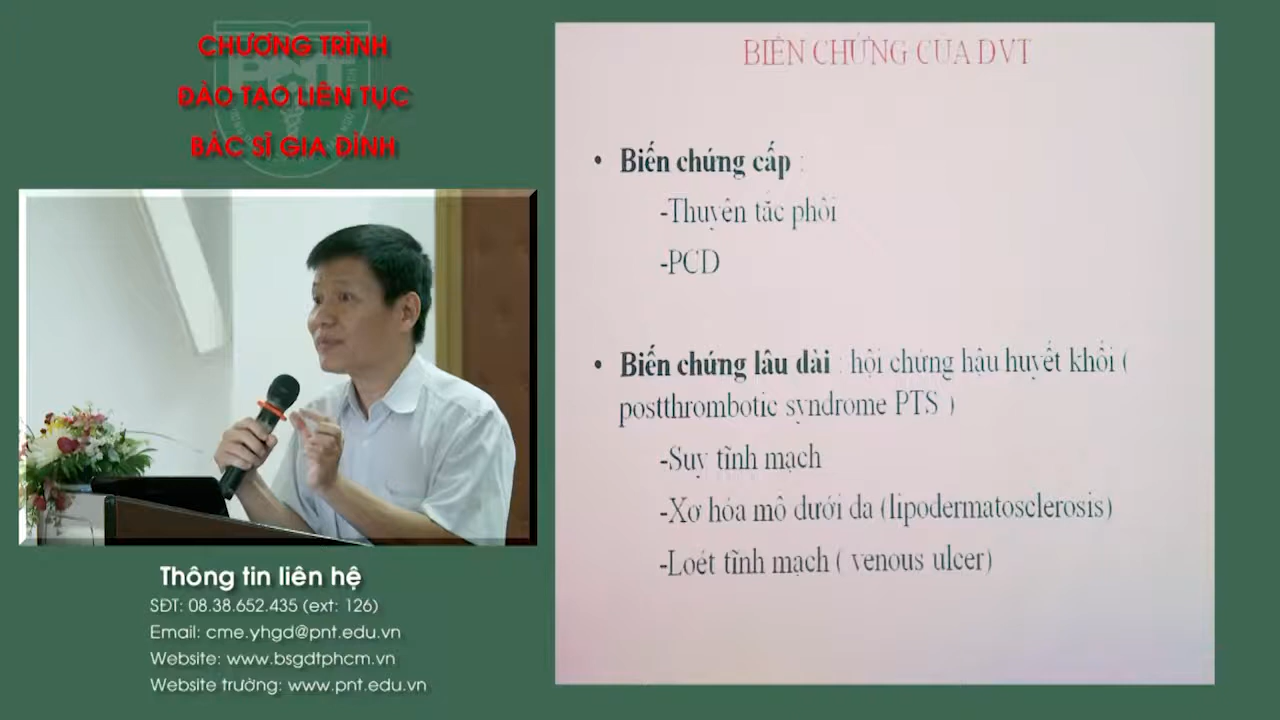 CHƯƠNG TRÌNH
ĐÀO TẠO LIÊN TỤC
BÁC SĨ GIA ĐÌNH
PNT
Thông tin liên hệ
SĐT: 08.38.652.435 (ext: 126)
Email: cme.yhgd@pnt.edu.vn
Website: www.bsgdtphcm.vn
Website trường: www.pnt.edu.vn
BIẾN CHỨNG CỦA DVT
• Biến chứng cấp :
-Thuyên tắc phổi
-PCD
• Biến chứng lâu dài : hội chứng hậu huyết khối (
postthrombotic syndrome PTS )
-Suy tĩnh mạch
-Xơ hóa mô dưới da (lipodermatosclerosis)
-Loét tĩnh mạch ( venous ulcer)